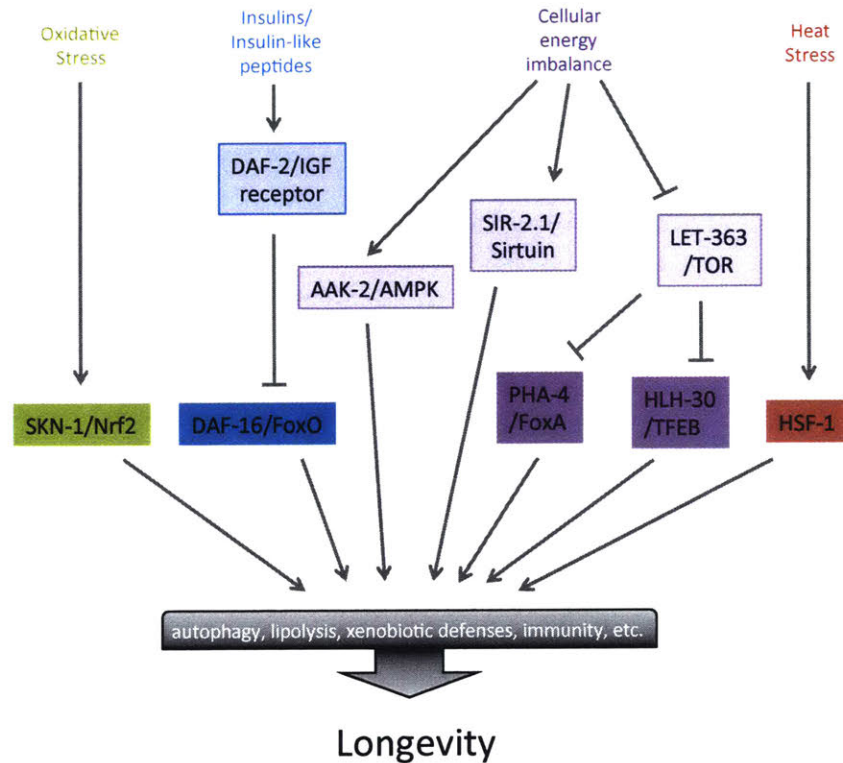 Oxidative
Stress
Insulins/
Insulin-like
peptides
Cellular
energy
imbalance
Heat
Stress
DAF-2/IGF
receptor
AAK-2/AMPK
SIR-2.1/
Sirtuin
LET-363
/TOR
SKN-1/Nrf2
DAF-16/FoxO
PHA-4
/FoxA
HLH-30
/TFEB
HSF-1
autophagy, lipolysis, xenobiotic defenses, immunity, etc.
Longevity